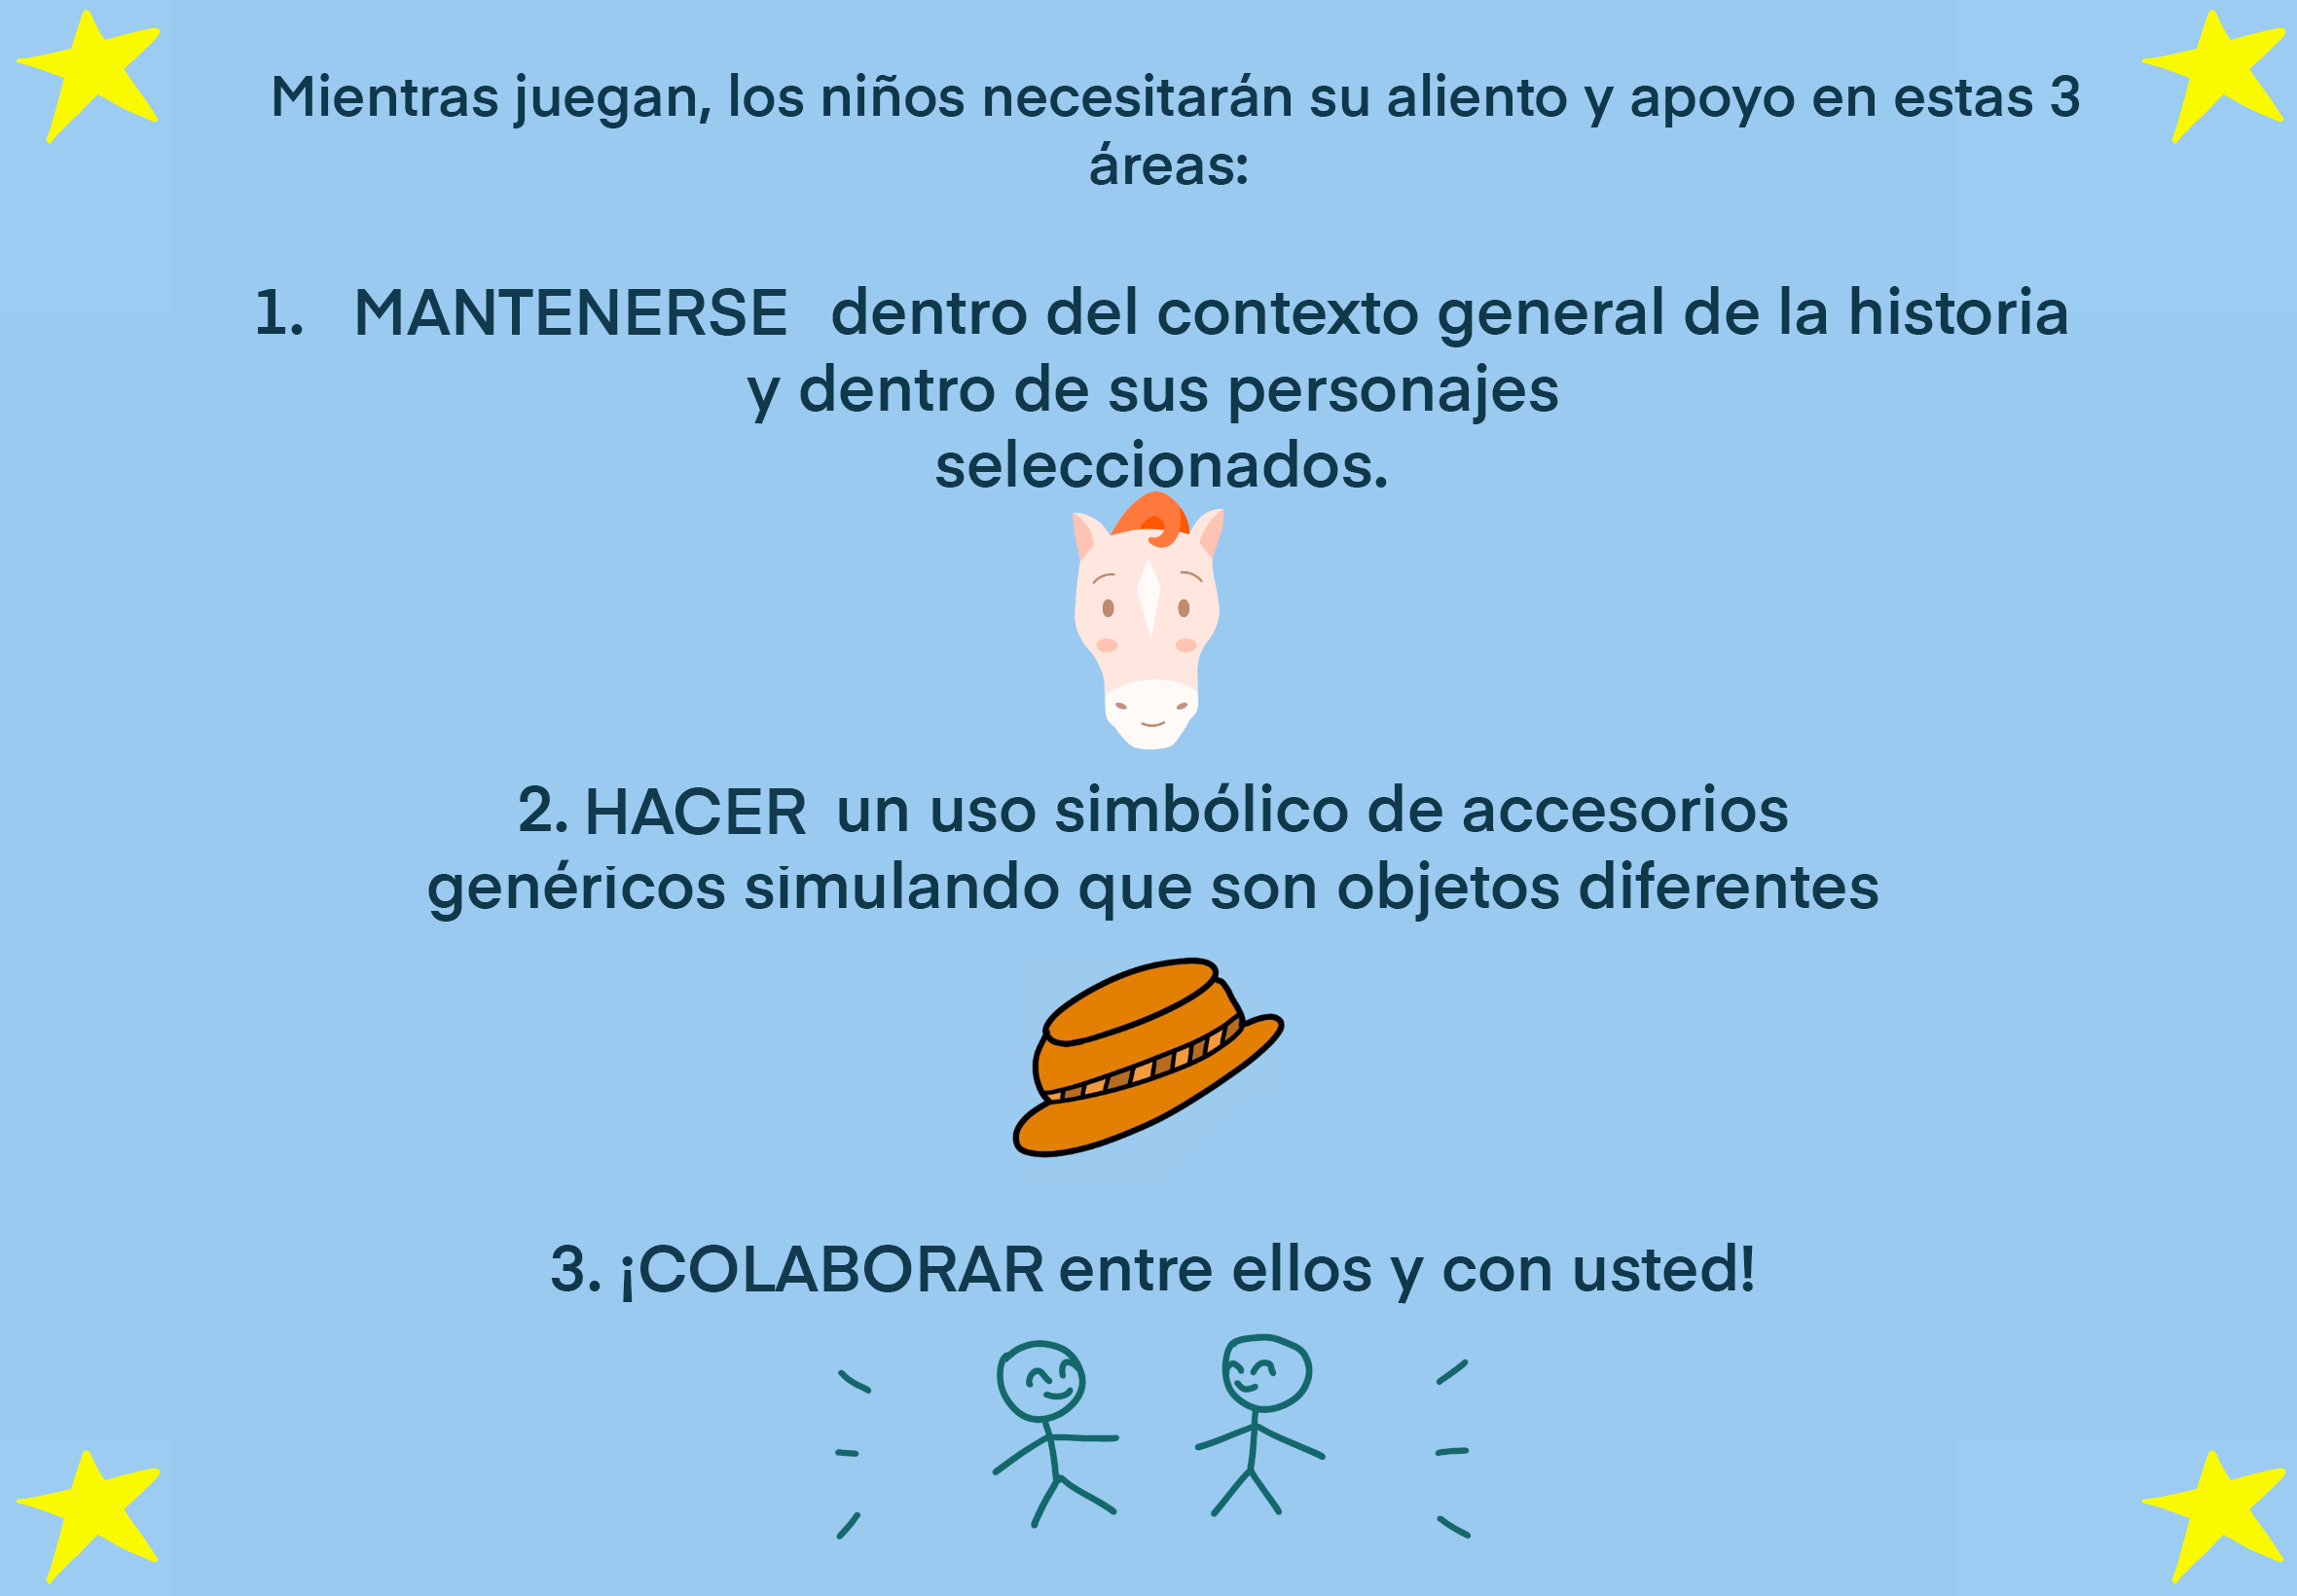 Mientras juegan, los niños necesitarán su aliento y apoyo en estas 3
áreas:
1. MANTENERSE dentro del contexto general de la historia
y dentro de sus personajes
seleccionados.
2. HACER un uso simbólico de accesorios
genéricos simulando que son objetos diferentes
3. ¡COLABORAR entre ellos y con usted!